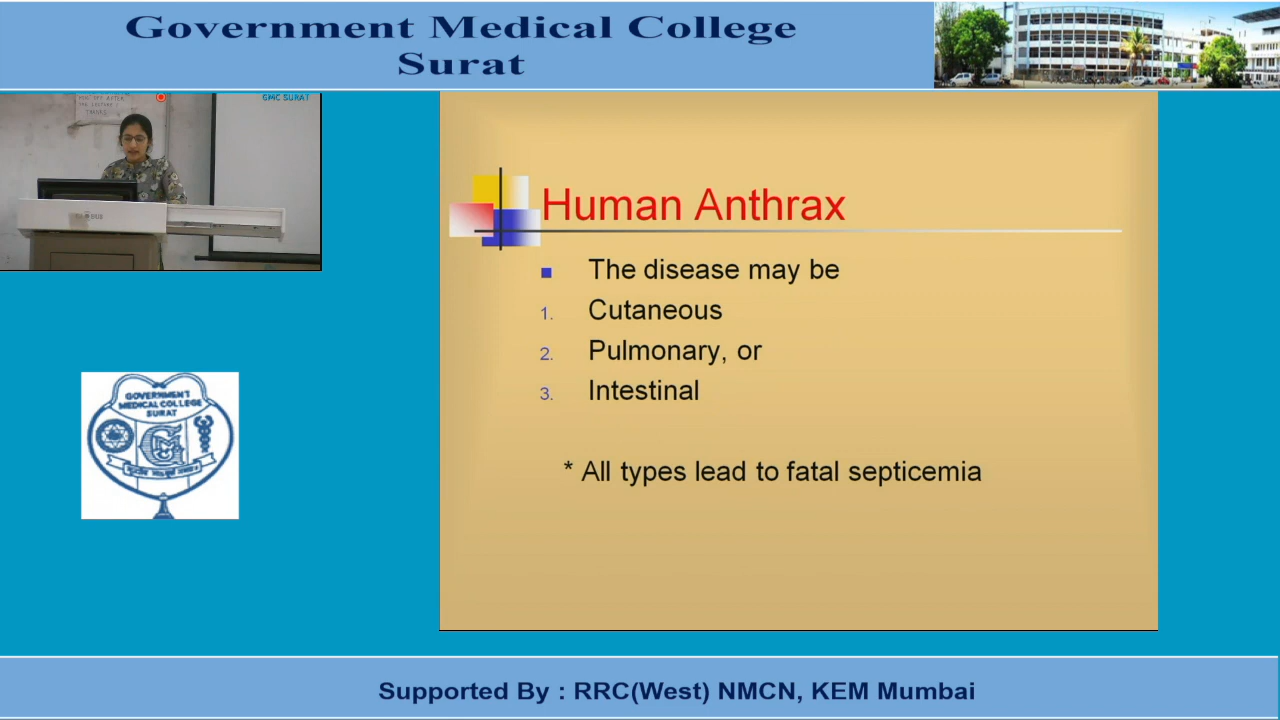 Government Medical College
Surat
GMC SURAT
GOVERNMENT
MEDICAL COLLEGE
SURAT
Human Anthrax
■ The disease may be
1. Cutaneous
2. Pulmonary, or
3. Intestinal
* All types lead to fatal septicemia
Supported By : RRC(West) NMCN, KEM Mumbai